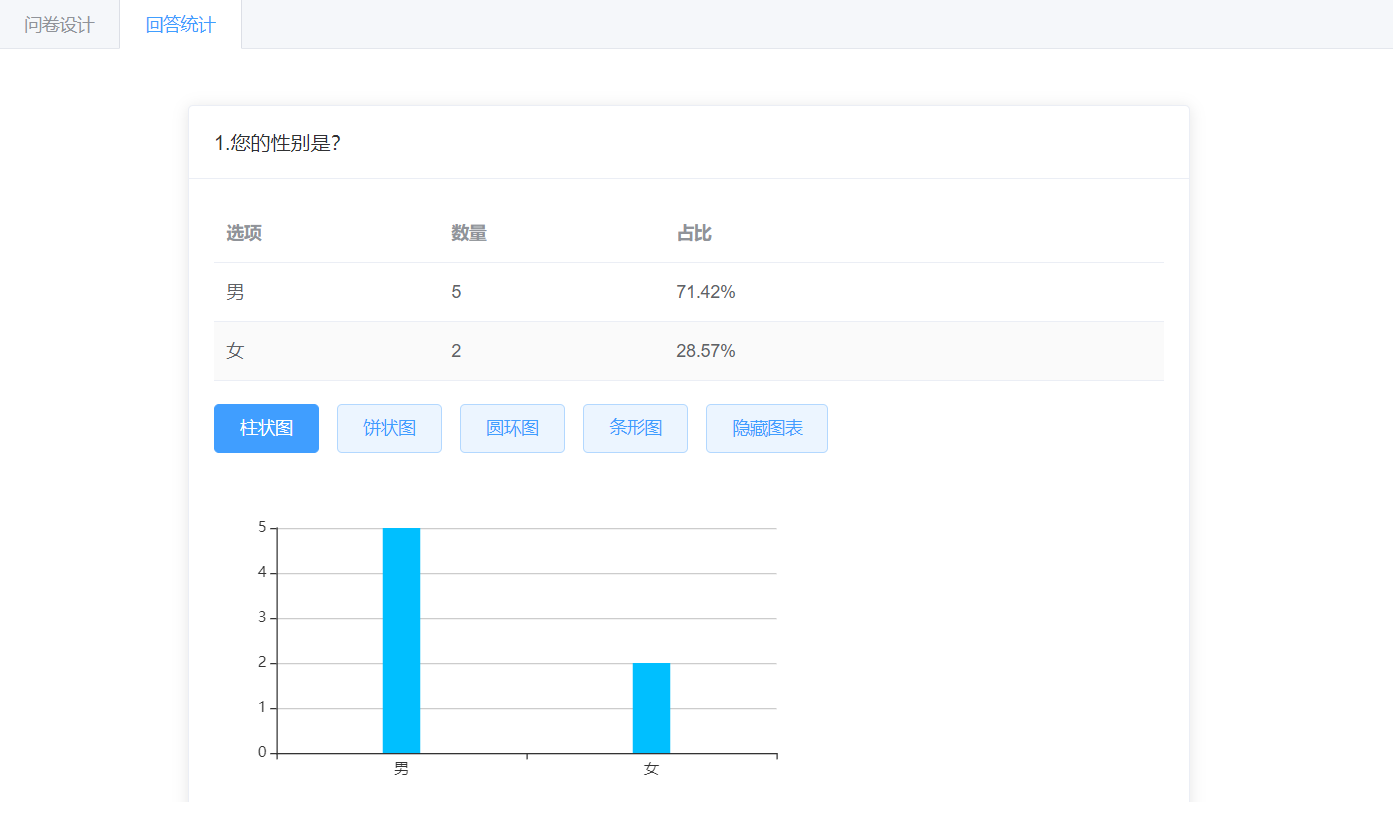 问卷设计 回答统计
1.您的性别是?
选项 数量 占比
男 5 71.42%
女 2 28.57%
柱状图 饼状图 圆环图 条形图 隐藏图表
5
4
3
2
1
0
男 女